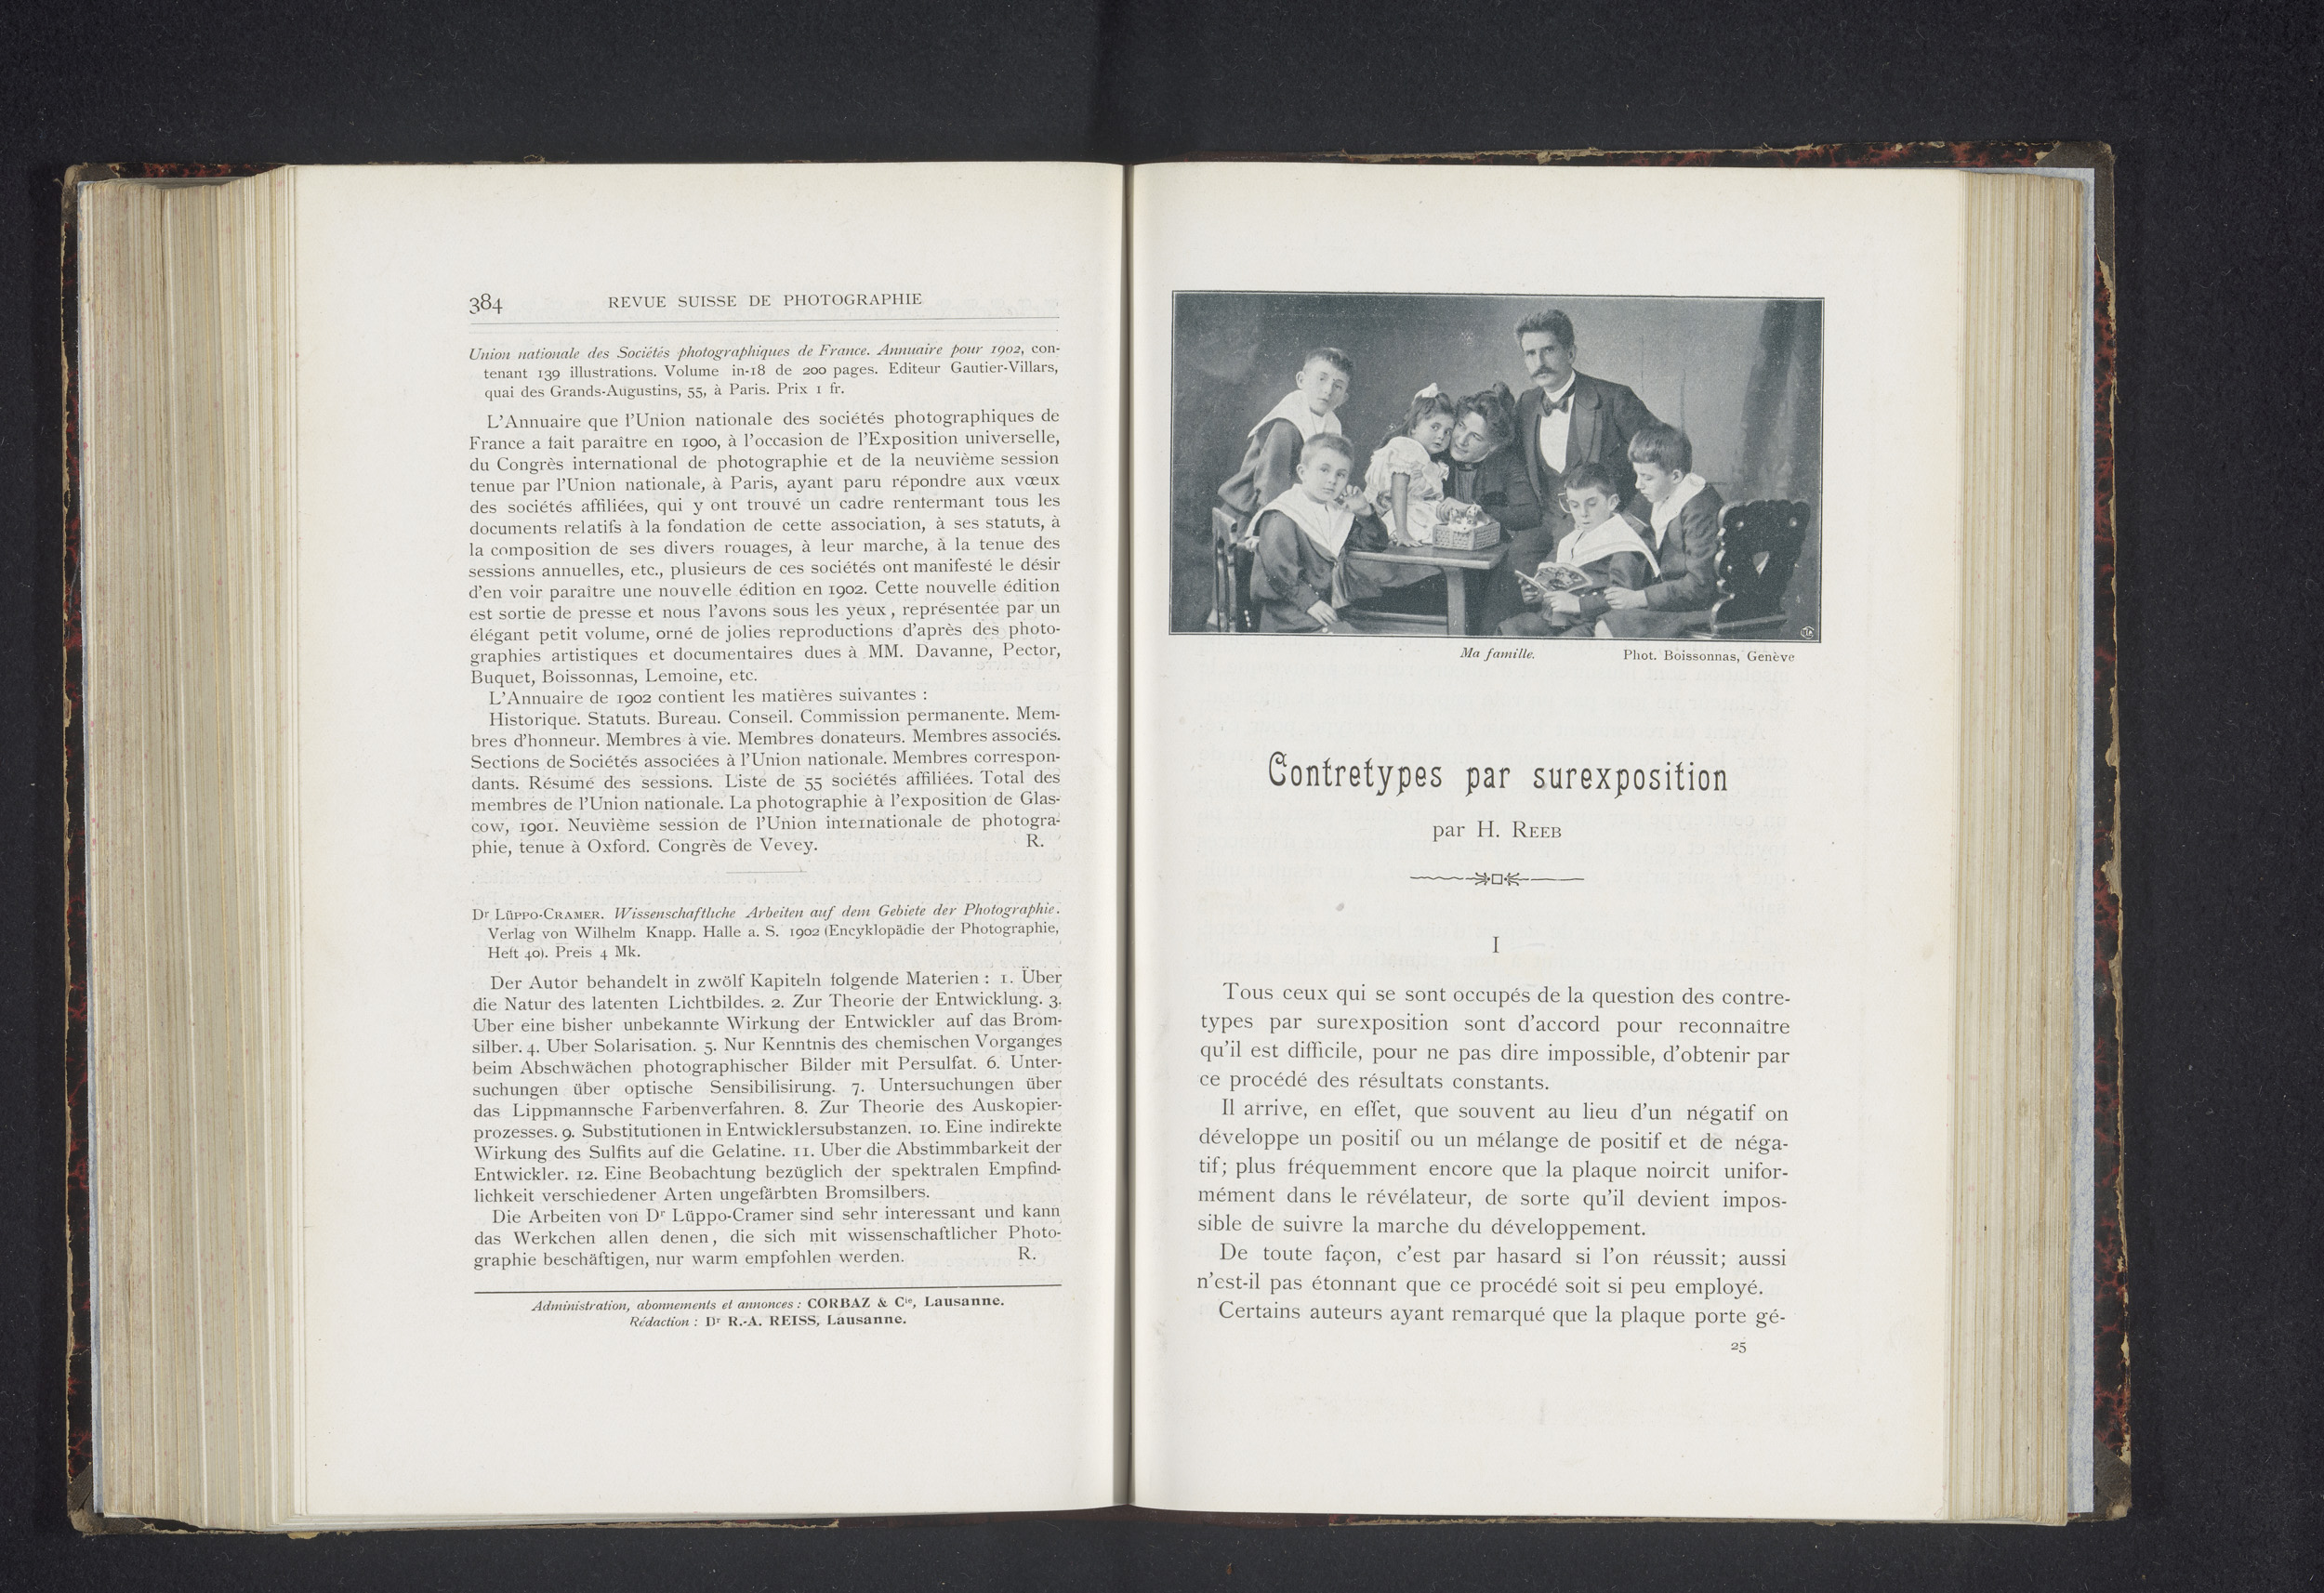 384
REVUE SUISSE DE PHOTOGRAPHIE
Union nationale des Sociétés photographiques de France. Annuaire pour 1902, con-
tenant 139 illustrations. Volume in-18 de 200 pages. Editeur Gautier-Villars,
quai des Grands-Augustins, 55, à Paris. Prix 1 fr.
L'Annuaire que l'Union nationale des sociétés photographiques de
France a fait paraître en 1900, à l'occasion de l'Exposition universelle,
du Congrès international de photographie et de la neuvième session
tenue par l'Union nationale, à Paris, ayant paru répondre aux vœux
des sociétés affiliées, qui y ont trouvé un cadre renfermant tous les
documents relatifs à la fondation de cette association, à ses statuts, à
la composition de ses divers rouages, à leur marche, à la tenue des
sessions annuelles, etc., plusieurs de ces sociétés ont manifesté le désir
d'en voir paraître une nouvelle édition en 1902. Cette nouvelle édition
est sortie de presse et nous l'avons sous les yeux, représentée par un
élégant petit volume, orné de jolies reproductions d'après des photo-
graphies artistiques et documentaires dues à MM. Davanne, Pector,
Buquet, Boissonnas, Lemoine, etc.
L'Annuaire de 1902 contient les matières suivantes :
Historique. Statuts. Bureau. Conseil. Commission permanente. Mem-
bres d'honneur. Membres à vie. Membres donateurs. Membres associés.
Sections de Sociétés associées à l'Union nationale. Membres correspon-
dants. Résumé des sessions. Liste de 55 sociétés affiliées. Total des
membres de l'Union nationale. La photographie à l'exposition de Glas-
cow, 1901. Neuvième session de l'Union internationale de photogra-
phie, tenue à Oxford. Congrès de Vevey. R.
Dr Lüppo-Cramer. Wissenschaftliche Arbeiten auf dem Gebiete der Photographie.
Verlag von Wilhelm Knapp. Halle a. S. 1902 (Encyklopädie der Photographie,
Heft 40). Preis 4 Mk.
Der Autor behandelt in zwölf Kapiteln folgende Materien : 1. Über
die Natur des latenten Lichtbildes. 2. Zur Theorie der Entwicklung. 3.
Uber eine bisher unbekannte Wirkung der Entwickler auf das Brom-
silber. 4. Uber Solarisation. 5. Nur Kenntnis des chemischen Vorganges
beim Abschwächen photographischer Bilder mit Persulfat. 6. Unter-
suchungen über optische Sensibilisirung. 7. Untersuchungen über
das Lippmannsche Farbenverfahren. 8. Zur Theorie des Auskopier-
prozesses. 9. Substitutionen in Entwicklersubstanzen. 10. Eine indirekte
Wirkung des Sulfits auf die Gelatine. 11. Uber die Abstimmbarkeit der
Entwickler. 12. Eine Beobachtung bezüglich der spektralen Empfind-
lichkeit verschiedener Arten ungefärbten Bromsilbers.
Die Arbeiten von Dr Lüppo-Cramer sind sehr interessant und kann
das Werkchen allen denen, die sich mit wissenschaftlicher Photo-
graphie beschäftigen, nur warm empfohlen werden. R.
Administration, abonnements et annonces : CORBAZ & Cie, Lausanne.
Rédaction : Dr R.-A. REISS, Lausanne.
Ma famille. Phot. Boissonnas, Genève
Contretypes par surexposition
par H. Reeb
I
Tous ceux qui se sont occupés de la question des contre-
types par surexposition sont d'accord pour reconnaître
qu'il est difficile, pour ne pas dire impossible, d'obtenir par
ce procédé des résultats constants.
Il arrive, en effet, que souvent au lieu d'un négatif on
développe un positif ou un mélange de positif et de néga-
tif; plus fréquemment encore que la plaque noircit unifor-
mément dans le révélateur, de sorte qu'il devient impos-
sible de suivre la marche du développement.
De toute façon, c'est par hasard si l'on réussit; aussi
n'est-il pas étonnant que ce procédé soit si peu employé.
Certains auteurs ayant remarqué que la plaque porte gé-
25